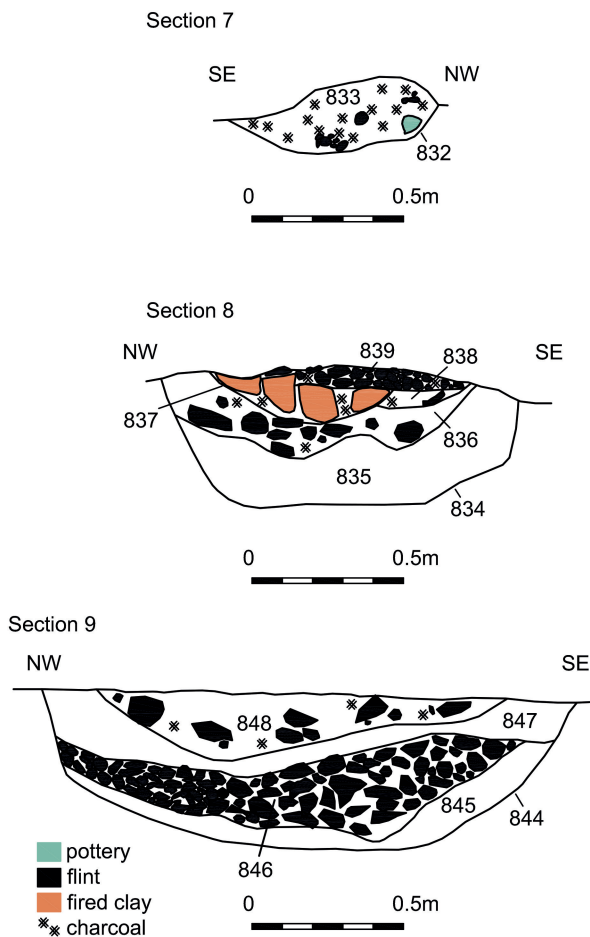 Section 7
SE NW
833
832
0 0.5m
Section 8
NW SE
839
838
837
836
835
834
0 0.5m
Section 9
NW SE
848
847
845
844
846
pottery
flint
fired clay
charcoal
0 0.5m